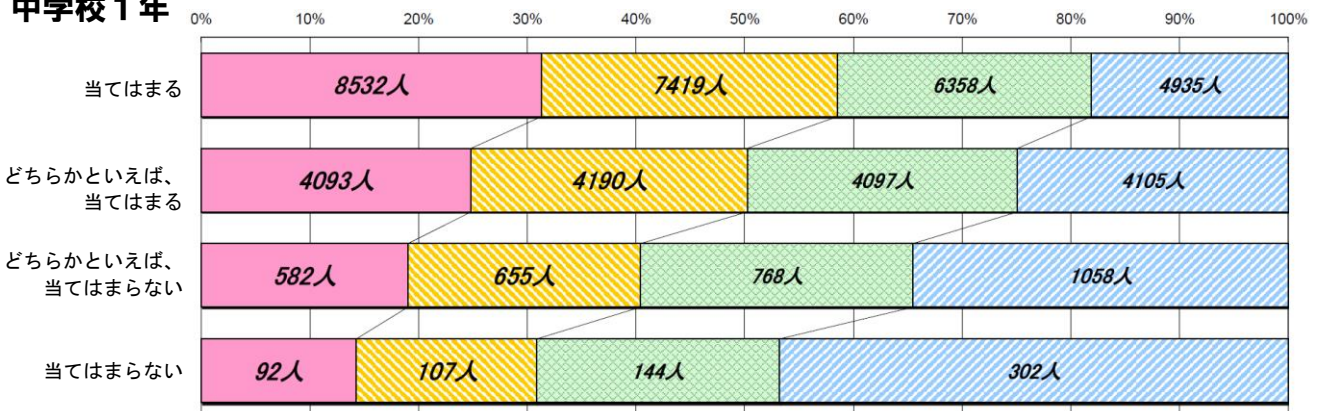 中学校１年
0% 10% 20% 30% 40% 50% 60% 70% 80% 90% 100%
当てはまる 8532人 7419人 6358人 4935人
どちらかといえば、
当てはまる 4093人 4190人 4097人 4105人
どちらかといえば、
当てはまらない 582人 655人 768人 1058人
当てはまらない 92人 107人 144人 302人